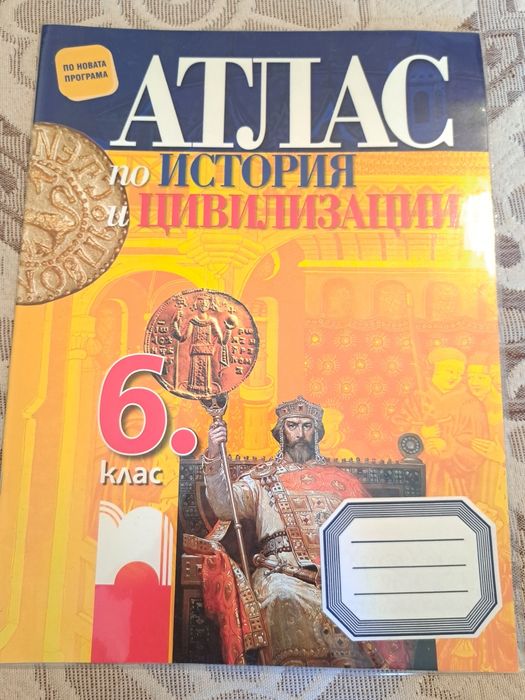 ПО НОВАТА
ПРОГРАМА
АТЛАС
по ИСТОРИЯ
и ЦИВИЛИЗАЦИИ
6.
клас